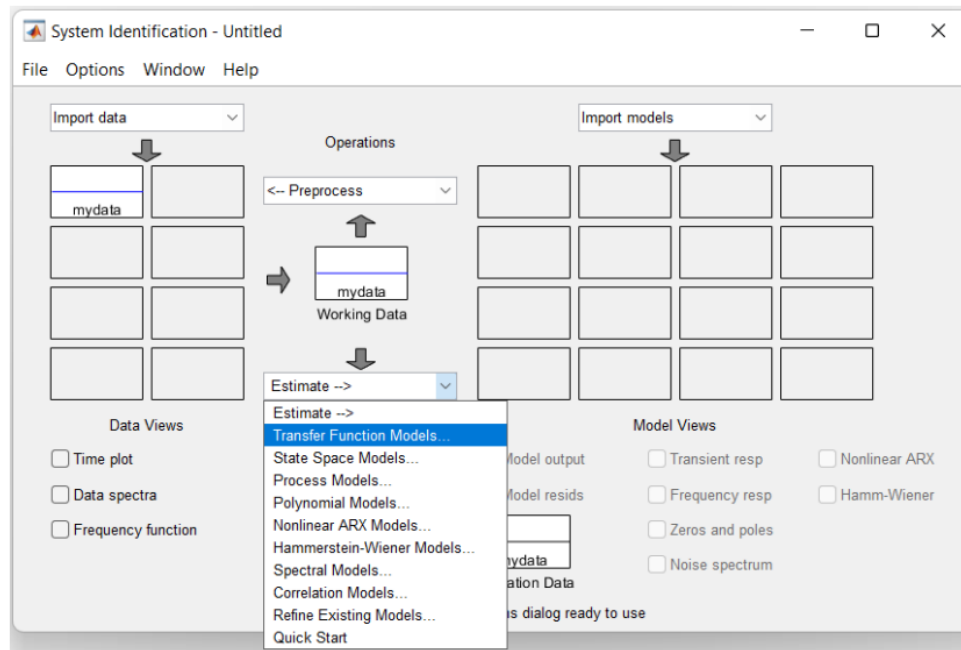 System Identification - Untitled
File Options Window Help
Import data
Import models
Operations
<-- Preprocess
mydata
mydata
Working Data
Estimate -->
Estimate -->
Transfer Function Models...
State Space Models...
Process Models...
Polynomial Models...
Nonlinear ARX Models...
Hammerstein-Wiener Models...
Spectral Models...
Correlation Models...
Refine Existing Models...
Quick Start
Data Views
Time plot
Data spectra
Frequency function
Model Views
Model output
Transient resp
Nonlinear ARX
Model resids
Frequency resp
Hamm-Wiener
Zeros and poles
Noise spectrum
mydata
ation Data
dialog ready to use